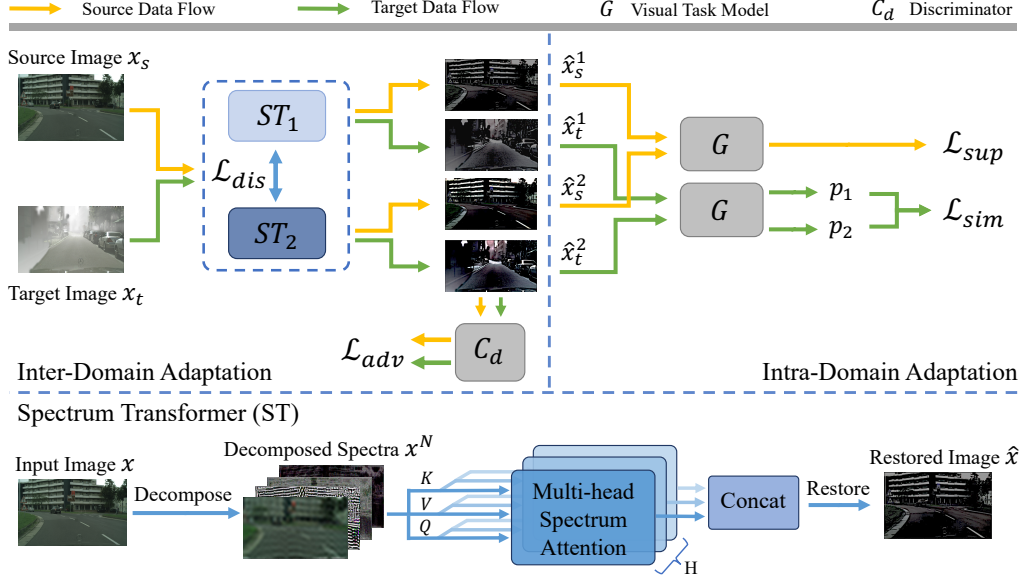 Source Data Flow
Target Data Flow
G Visual Task Model
C_d Discriminator
Source Image x_s
Target Image x_t
ST_1
ℒ_dis
ST_2
x̂_s^1
x̂_t^1
x̂_s^2
x̂_t^2
G
G
ℒ_sup
p_1
p_2
ℒ_sim
C_d
ℒ_adv
Inter-Domain Adaptation
Intra-Domain Adaptation
Spectrum Transformer (ST)
Input Image x
Decompose
Decomposed Spectra x^N
K
V
Q
Multi-head
Spectrum
Attention
H
Concat
Restore
Restored Image x̂